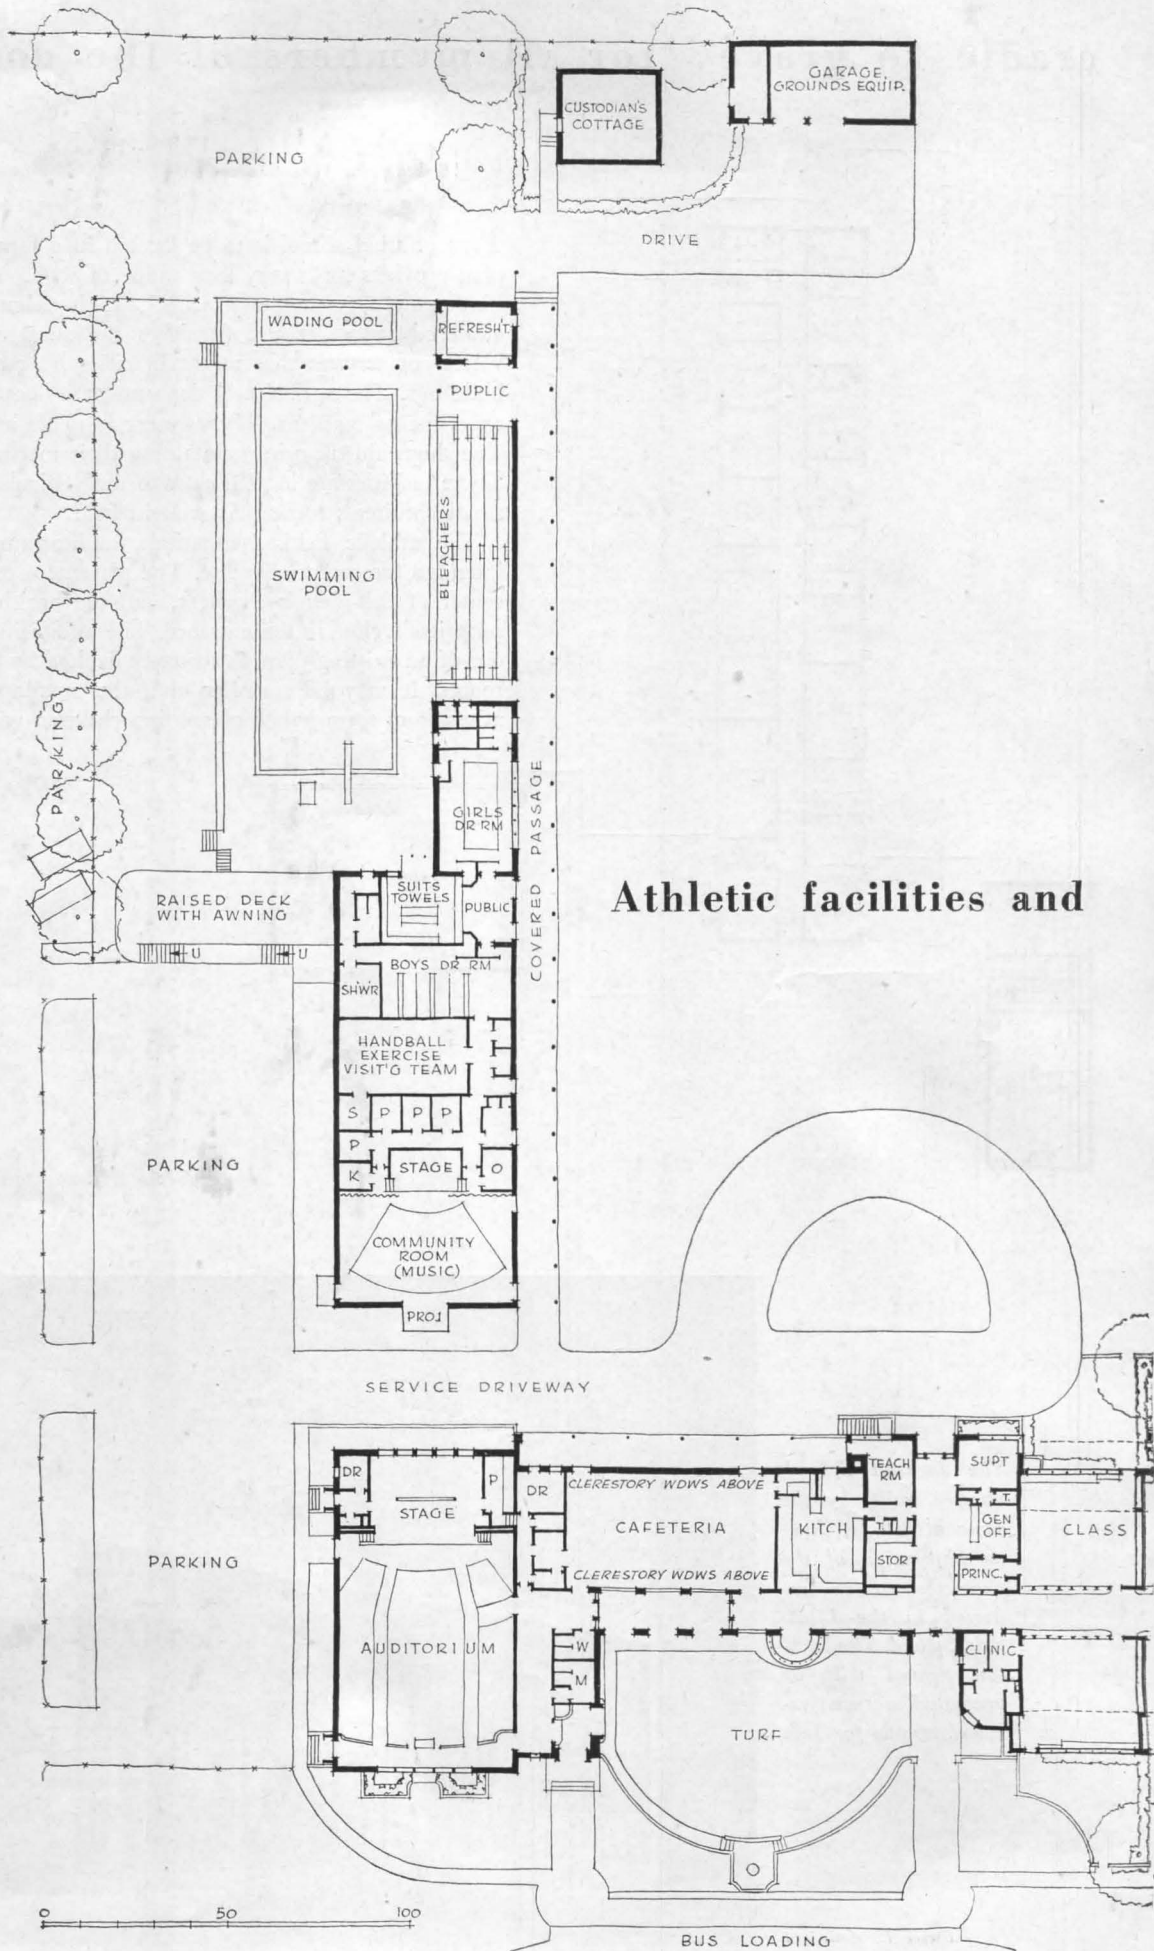 GARAGE,
GROUNDS EQUIP.
CUSTODIAN'S
COTTAGE
PARKING
DRIVE
WADING POOL
REFRESH'T.
PUPLIC
BLEACHERS
SWIMMING
POOL
PARKING
GIRLS
DR RM
COVERED PASSAGE
SUITS
TOWELS
RAISED DECK
WITH AWNING
PUBLIC
Athletic facilities and
U
U
BOYS DR RM
SH'W'R
HANDBALL
EXERCISE
VISIT'G TEAM
S P P P
P
PARKING
K
STAGE
O
COMMUNITY
ROOM
(MUSIC)
PROJ
SERVICE DRIVEWAY
DR
STAGE
P
DR
CLERESTORY WDWS ABOVE
TEACH
RM
SUPT
T.
CAFETERIA
KITCH
T.
GEN
OFF.
CLASS
PARKING
STOR
CLERESTORY WDWS ABOVE
PRINC.
AUDITORIUM
W
M
CLINIC
TURF
0 50 100
BUS LOADING